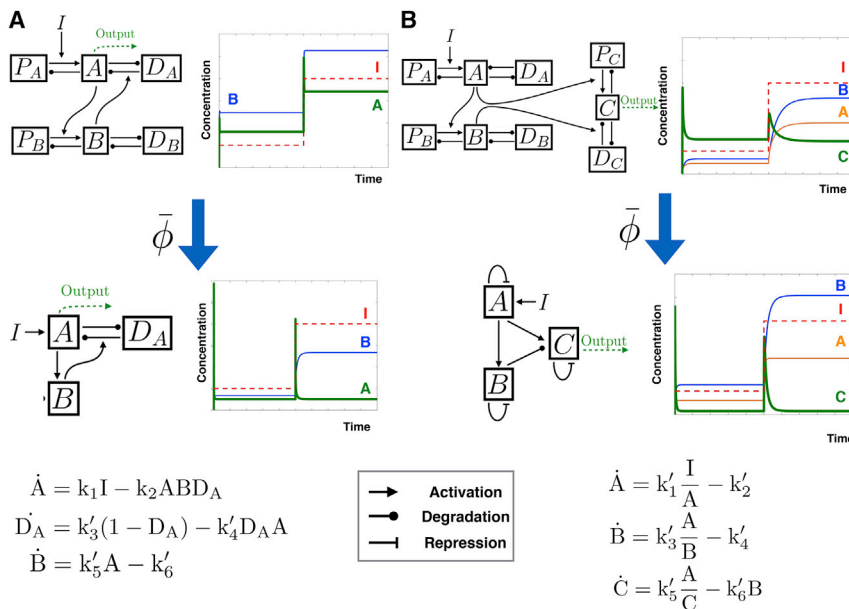 A
I
Output
P_A
A
D_A
P_B
B
D_B
Concentration
B
I
A
Time
B
I
P_A
A
D_A
P_C
C
Output
P_B
B
D_B
D_C
Concentration
I
B
A
C
Time
ϕ̄
ϕ̄
Output
I
A
D_A
B
Concentration
I
B
A
Time
A
I
C
Output
B
Concentration
B
I
A
C
Time
Ȧ = k₁I − k₂ABD_A
Ḋ_A = k′₃(1 − D_A) − k′₄D_AA
Ḃ = k′₅A − k′₆
Activation
Degradation
Repression
Ȧ = k′₁ I/A − k′₂
Ḃ = k′₃ A/B − k′₄
Ċ = k′₅ A/C − k′₆B